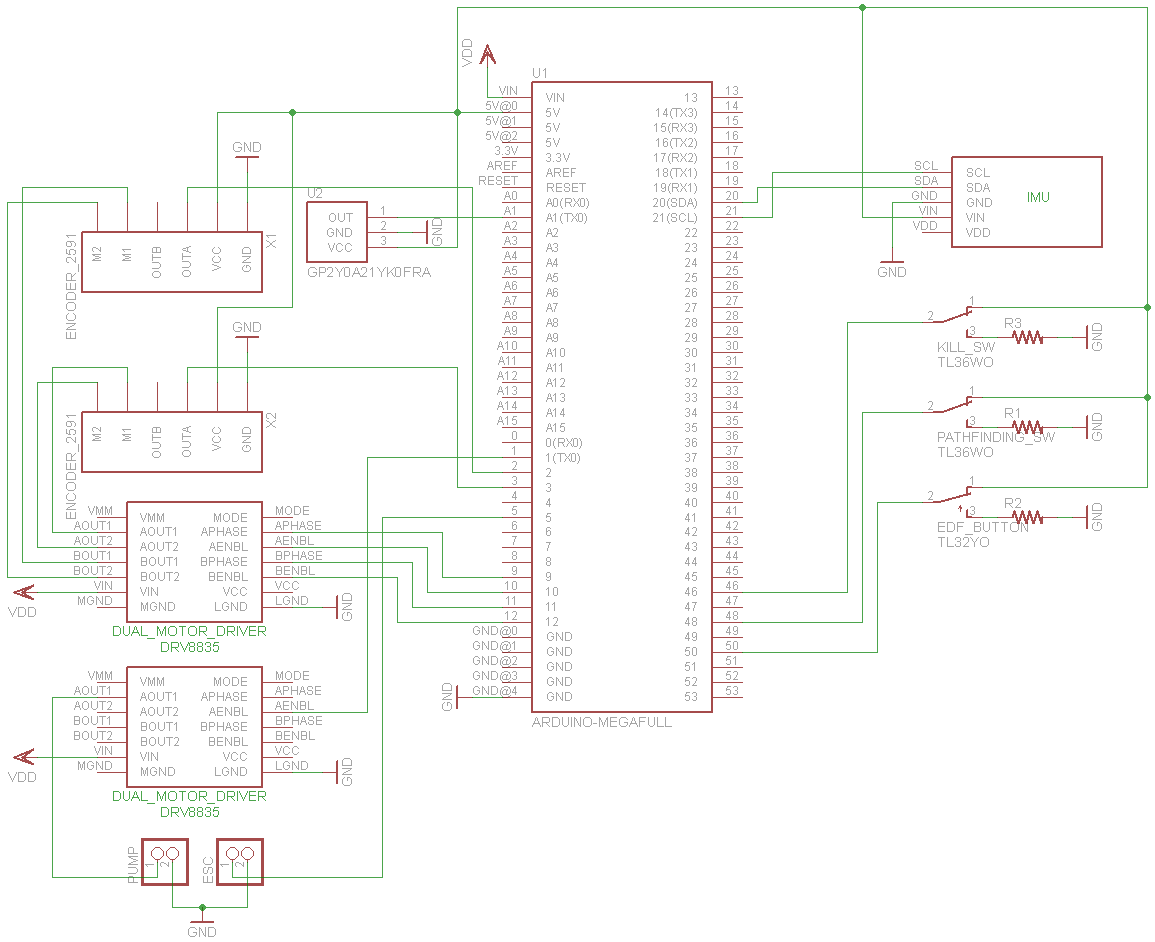 VDD
U1
VIN
5V@0
5V@1
5V@2
3.3V
AREF
RESET
A0
A1
A2
A3
A4
A5
A6
A7
A8
A9
A10
A11
A12
A13
A14
A15
0
1
2
3
4
5
6
7
8
9
10
11
12
GND@0
GND@1
GND@2
GND@3
GND@4
GND
VIN
5V
5V
5V
3.3V
AREF
RESET
A0(RX0)
A1(TX0)
A2
A3
A4
A5
A6
A7
A8
A9
A10
A11
A12
A13
A14
A15
0(RX0)
1(TX0)
2
3
4
5
6
7
8
9
10
11
12
GND
GND
GND
GND
GND
13
14(TX3)
15(RX3)
16(TX2)
17(RX2)
18(TX1)
19(RX1)
20(SDA)
21(SCL)
22
23
24
25
26
27
28
29
30
31
32
33
34
35
36
37
38
39
40
41
42
43
44
45
46
47
48
49
50
51
52
53
13
14
15
16
17
18
19
20
21
22
23
24
25
26
27
28
29
30
31
32
33
34
35
36
37
38
39
40
41
42
43
44
45
46
47
48
49
50
51
52
53
ARDUINO-MEGAFULL
GND
ENCODER_2591
M2
M1
OUTB
OUTA
VCC
GND
X1
U2
OUT
GND
VCC
1
2
3
GND
GP2Y0A21YK0FRA
GND
ENCODER_2591
M2
M1
OUTB
OUTA
VCC
GND
X2
VMM
AOUT1
AOUT2
BOUT1
BOUT2
VIN
MGND
VMM
AOUT1
AOUT2
BOUT1
BOUT2
VIN
MGND
MODE
APHASE
AENBL
BPHASE
BENBL
VCC
LGND
MODE
APHASE
AENBL
BPHASE
BENBL
VCC
LGND
VDD
GND
DUAL_MOTOR_DRIVER
DRV8835
VMM
AOUT1
AOUT2
BOUT1
BOUT2
VIN
MGND
VMM
AOUT1
AOUT2
BOUT1
BOUT2
VIN
MGND
MODE
APHASE
AENBL
BPHASE
BENBL
VCC
LGND
MODE
APHASE
AENBL
BPHASE
BENBL
VCC
LGND
VDD
GND
DUAL_MOTOR_DRIVER
DRV8835
PUMP
1
2
ESC
1
2
GND
SCL
SDA
GND
VIN
VDD
SCL
SDA
GND
VIN
VDD
IMU
GND
1
2
3
R3
GND
KILL_SW
TL36WO
1
2
3
R1
GND
PATHFINDING_SW
TL36WO
1
2
3
R2
GND
EDF_BUTTON
TL32YO